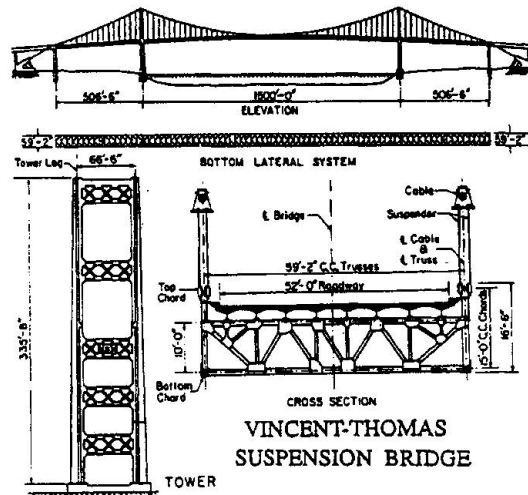 506'-6"
1500'-0"
506'-6"
ELEVATION
59'-2"
59'-2"
BOTTOM LATERAL SYSTEM
Tower Leg
66'-6"
335'-8"
TOWER
℄ Bridge
Cable
Suspender
℄ Cable
&
℄ Truss
59'-2" C.C. Trusses
52'-0" Roadway
Top
Chord
10'-0"
15'-0" C.C. Chords
16'-6"
Bottom
Chord
CROSS SECTION
VINCENT-THOMAS
SUSPENSION BRIDGE